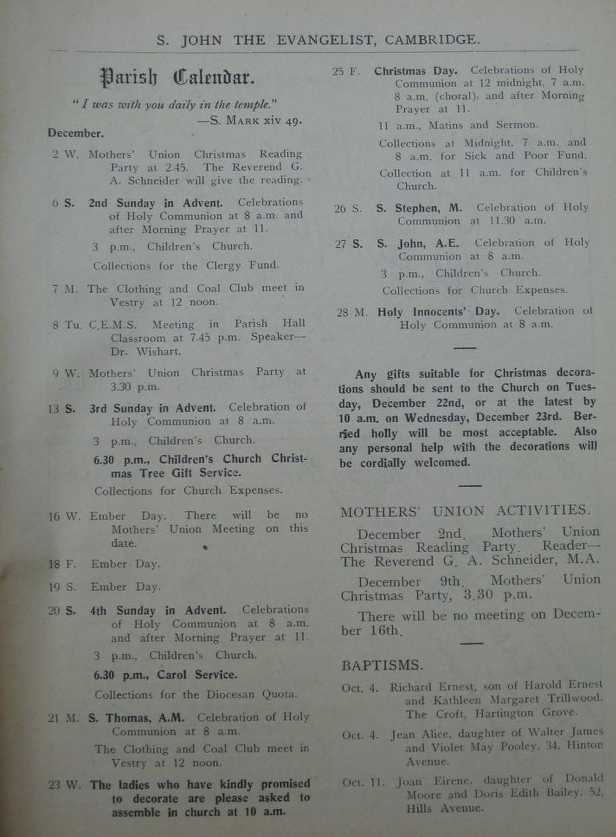 S. JOHN THE EVANGELIST, CAMBRIDGE.
Parish Calendar.
"I was with you daily in the temple."
—S. MARK xiv 49.
December.
2 W. Mothers' Union Christmas Reading
Party at 2.45. The Reverend G.
A. Schneider will give the reading.
6 S. 2nd Sunday in Advent. Celebrations
of Holy Communion at 8 a.m. and
after Morning Prayer at 11.
3 p.m., Children's Church.
Collections for the Clergy Fund.
7 M. The Clothing and Coal Club meet in
Vestry at 12 noon.
8 Tu. C.E.M.S. Meeting in Parish Hall
Classroom at 7.45 p.m. Speaker—
Dr. Wishart.
9 W. Mothers' Union Christmas Party at
3.30 p.m.
13 S. 3rd Sunday in Advent. Celebration of
Holy Communion at 8 a.m.
3 p.m., Children's Church.
6.30 p.m., Children's Church Christ-
mas Tree Gift Service.
Collections for Church Expenses.
16 W. Ember Day. There will be no
Mothers' Union Meeting on this
date.
18 F. Ember Day.
19 S. Ember Day.
20 S. 4th Sunday in Advent. Celebrations
of Holy Communion at 8 a.m.
and after Morning Prayer at 11.
3 p.m., Children's Church.
6.30 p.m., Carol Service.
Collections for the Diocesan Quota.
21 M. S. Thomas, A.M. Celebration of Holy
Communion at 8 a.m.
The Clothing and Coal Club meet in
Vestry at 12 noon.
23 W. The ladies who have kindly promised
to decorate are please asked to
assemble in church at 10 a.m.
25 F. Christmas Day. Celebrations of Holy
Communion at 12 midnight, 7 a.m.
8 a.m. (choral), and after Morning
Prayer at 11.
11 a.m., Matins and Sermon.
Collections at Midnight, 7 a.m. and
8 a.m. for Sick and Poor Fund.
Collection at 11 a.m. for Children's
Church.
26 S. S. Stephen, M. Celebration of Holy
Communion at 11.30 a.m.
27 S. S. John, A.E. Celebration of Holy
Communion at 8 a.m.
3 p.m., Children's Church.
Collections for Church Expenses.
28 M. Holy Innocents' Day. Celebration of
Holy Communion at 8 a.m.
Any gifts suitable for Christmas decora-
tions should be sent to the Church on Tues-
day, December 22nd, or at the latest by
10 a.m. on Wednesday, December 23rd. Ber-
ried holly will be most acceptable. Also
any personal help with the decorations will
be cordially welcomed.
MOTHERS' UNION ACTIVITIES.
December 2nd. Mothers' Union
Christmas Reading Party. Reader—
The Reverend G. A. Schneider, M.A.
December 9th. Mothers' Union
Christmas Party, 3.30 p.m.
There will be no meeting on Decem-
ber 16th.
BAPTISMS.
Oct. 4. Richard Ernest, son of Harold Ernest
and Kathleen Margaret Trillwood,
The Croft, Hartington Grove.
Oct. 4. Jean Alice, daughter of Walter James
and Violet May Pooley, 34, Hinton
Avenue.
Oct. 11. Joan Eirene, daughter of Donald
Moore and Doris Edith Bailey, 52,
Hills Avenue.